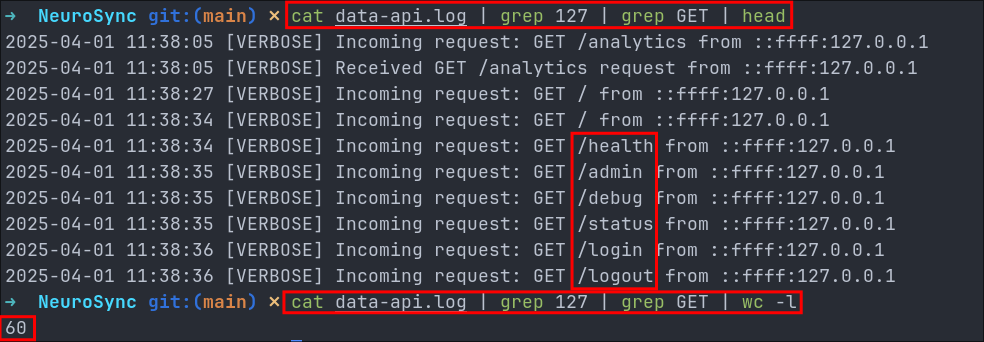 → NeuroSync git:(main) × cat data-api.log | grep 127 | grep GET | head
2025-04-01 11:38:05 [VERBOSE] Incoming request: GET /analytics from ::ffff:127.0.0.1
2025-04-01 11:38:05 [VERBOSE] Received GET /analytics request from ::ffff:127.0.0.1
2025-04-01 11:38:27 [VERBOSE] Incoming request: GET / from ::ffff:127.0.0.1
2025-04-01 11:38:34 [VERBOSE] Incoming request: GET / from ::ffff:127.0.0.1
2025-04-01 11:38:34 [VERBOSE] Incoming request: GET /health from ::ffff:127.0.0.1
2025-04-01 11:38:35 [VERBOSE] Incoming request: GET /admin from ::ffff:127.0.0.1
2025-04-01 11:38:35 [VERBOSE] Incoming request: GET /debug from ::ffff:127.0.0.1
2025-04-01 11:38:35 [VERBOSE] Incoming request: GET /status from ::ffff:127.0.0.1
2025-04-01 11:38:36 [VERBOSE] Incoming request: GET /login from ::ffff:127.0.0.1
2025-04-01 11:38:36 [VERBOSE] Incoming request: GET /logout from ::ffff:127.0.0.1
→ NeuroSync git:(main) × cat data-api.log | grep 127 | grep GET | wc -l
60